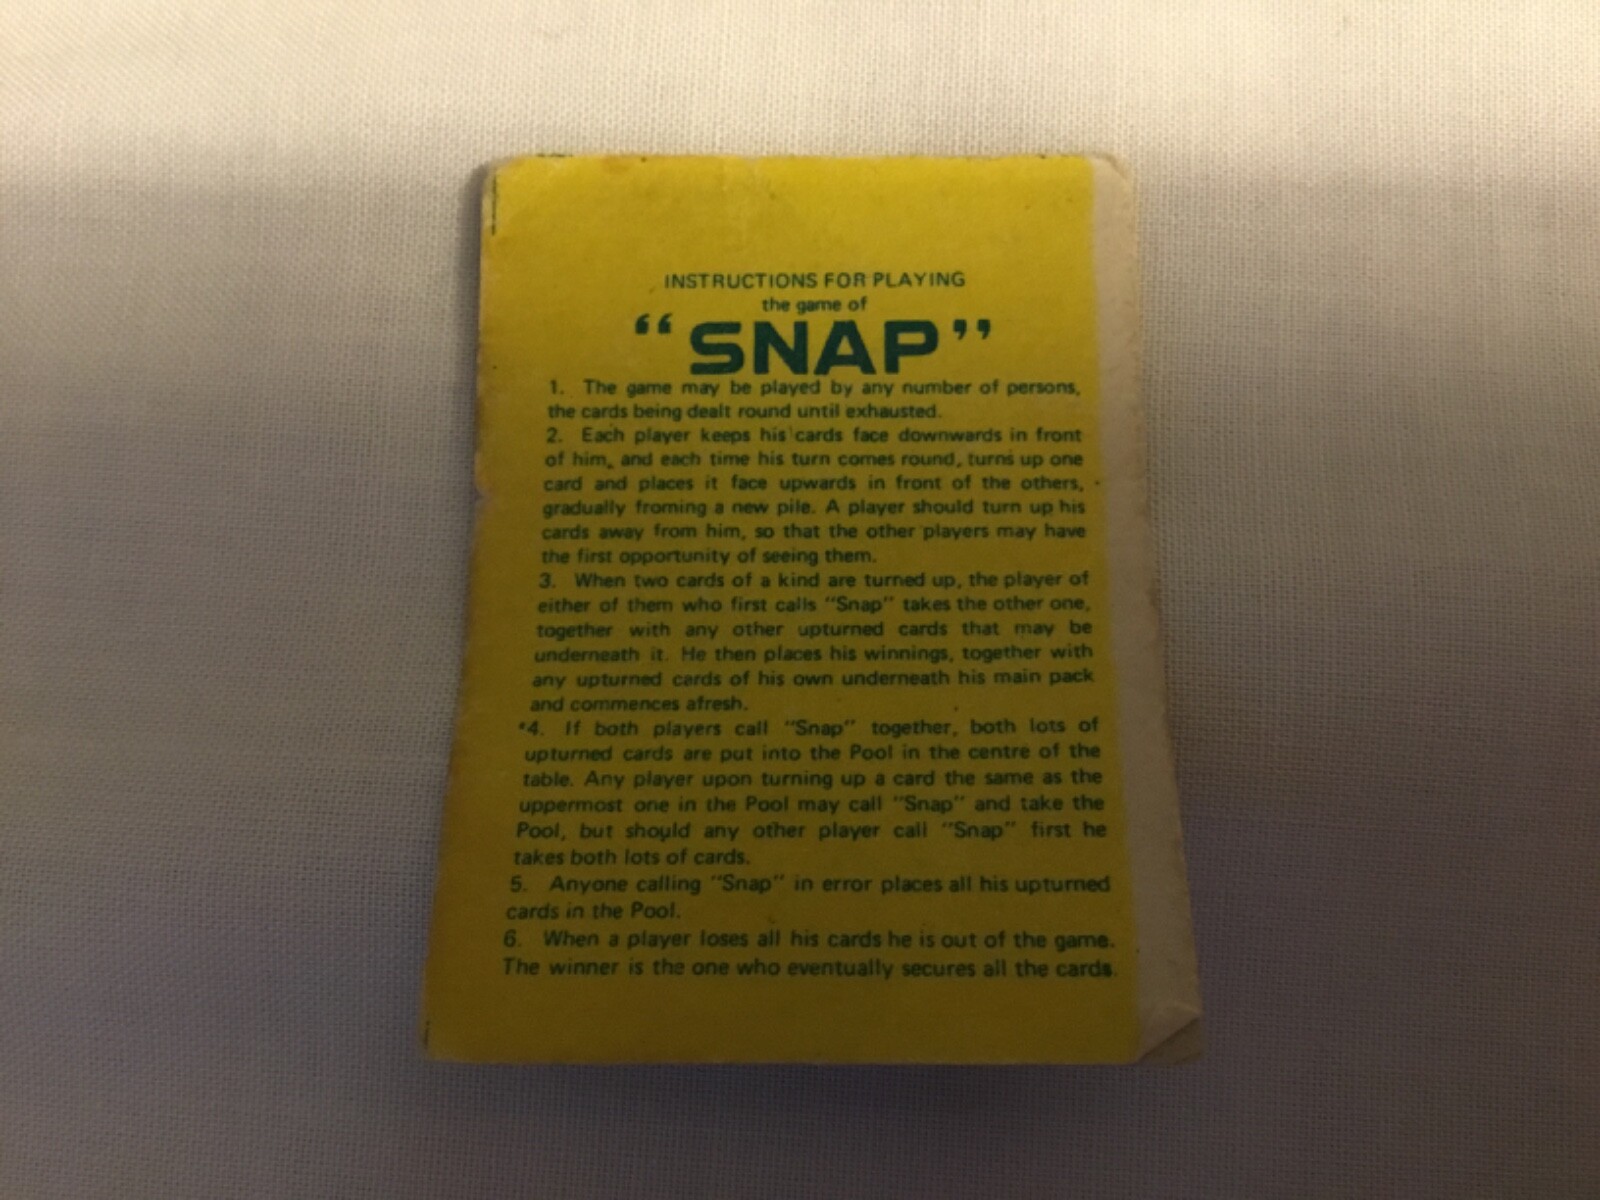 INSTRUCTIONS FOR PLAYING
the game of
“SNAP”
1. The game may be played by any number of persons,
the cards being dealt round until exhausted.
2. Each player keeps his cards face downwards in front
of him, and each time his turn comes round, turns up one
card and places it face upwards in front of the others,
gradually froming a new pile. A player should turn up his
cards away from him, so that the other players may have
the first opportunity of seeing them.
3. When two cards of a kind are turned up, the player of
either of them who first calls "Snap" takes the other one,
together with any other upturned cards that may be
underneath it. He then places his winnings, together with
any upturned cards of his own underneath his main pack
and commences afresh.
4. If both players call "Snap" together, both lots of
upturned cards are put into the Pool in the centre of the
table. Any player upon turning up a card the same as the
uppermost one in the Pool may call "Snap" and take the
Pool, but should any other player call "Snap" first he
takes both lots of cards.
5. Anyone calling "Snap" in error places all his upturned
cards in the Pool.
6. When a player loses all his cards he is out of the game.
The winner is the one who eventually secures all the cards.